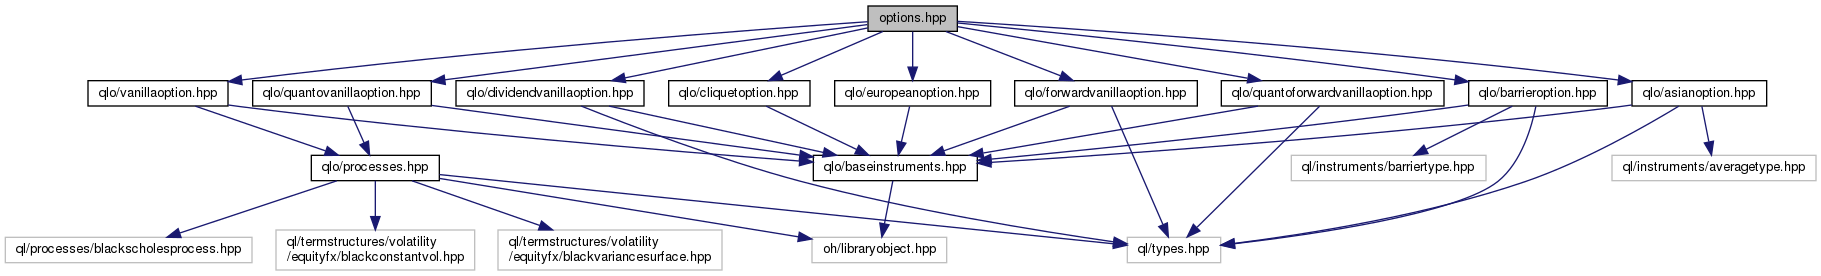 options.hpp
qlo/vanillaoption.hpp
qlo/quantovanillaoption.hpp
qlo/dividendvanillaoption.hpp
qlo/cliquetoption.hpp
qlo/europeanoption.hpp
qlo/forwardvanillaoption.hpp
qlo/quantoforwardvanillaoption.hpp
qlo/barrieroption.hpp
qlo/asianoption.hpp
qlo/processes.hpp
qlo/baseinstruments.hpp
ql/instruments/barriertype.hpp
ql/instruments/averagetype.hpp
ql/processes/blackscholesprocess.hpp
ql/termstructures/volatility
/equityfx/blackconstantvol.hpp
ql/termstructures/volatility
/equityfx/blackvariancesurface.hpp
oh/libraryobject.hpp
ql/types.hpp